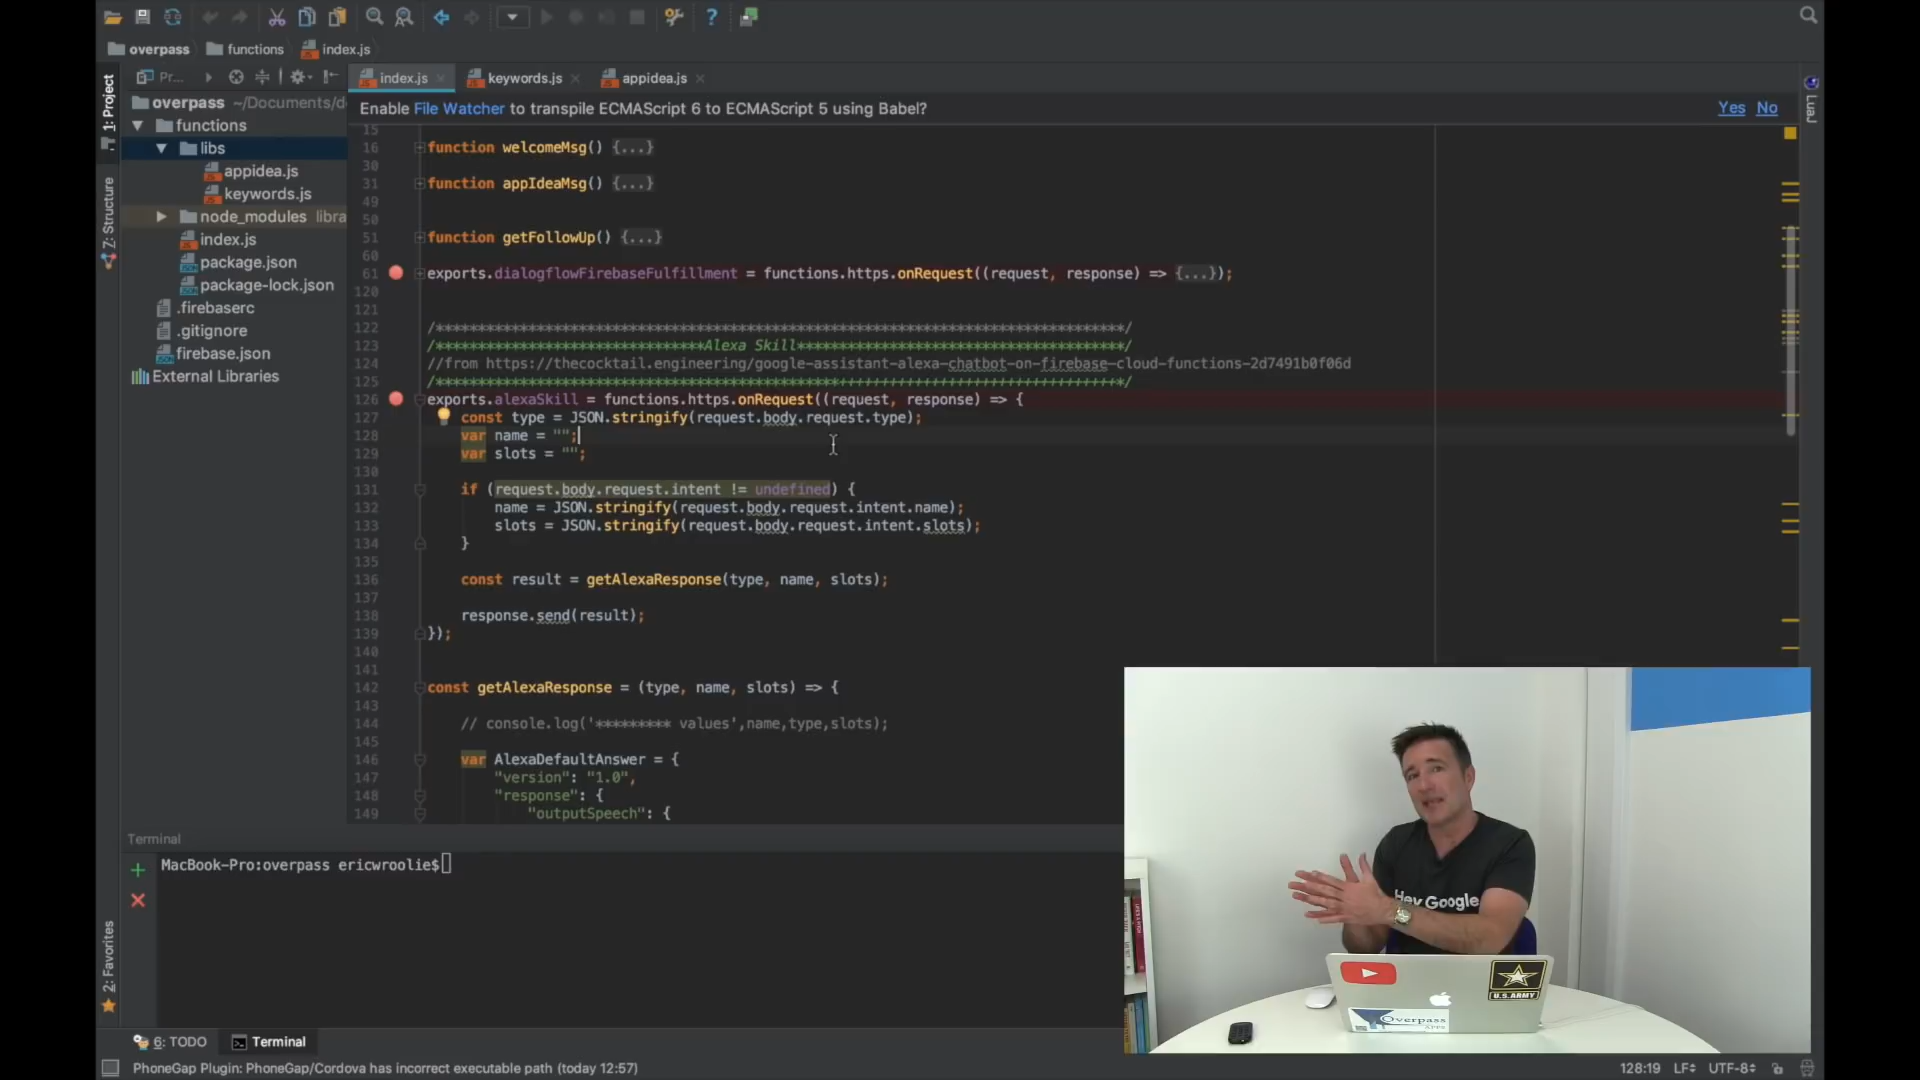 overpass functions index.js
Pr...
index.js keywords.js appidea.js
1: Project
Z: Structure
2: Favorites
LuaJ
Enable File Watcher to transpile ECMAScript 6 to ECMAScript 5 using Babel? Yes No
overpass ~/Documents/d
functions
libs
appidea.js
keywords.js
node_modules libra
index.js
package.json
package-lock.json
.firebaserc
.gitignore
firebase.json
External Libraries
15
16 function welcomeMsg() {...}
30
31 function appIdeaMsg() {...}
49
50
51 function getFollowUp() {...}
60
61 exports.dialogflowFirebaseFulfillment = functions.https.onRequest((request, response) => {...});
120
121
122 /**********************************************************************************/
123 /********************************Alexa Skill***************************************/
124 //from https://thecocktail.engineering/google-assistant-alexa-chatbot-on-firebase-cloud-functions-2d7491b0f06d
125 /************************************************+++++++++++++++++++++++++++++++++*/
126 exports.alexaSkill = functions.https.onRequest((request, response) => {
127 const type = JSON.stringify(request.body.request.type);
128 var name = "";
129 var slots = "";
130
131 if (request.body.request.intent != undefined) {
132 name = JSON.stringify(request.body.request.intent.name);
133 slots = JSON.stringify(request.body.request.intent.slots);
134 }
135
136 const result = getAlexaResponse(type, name, slots);
137
138 response.send(result);
139 });
140
141
142 const getAlexaResponse = (type, name, slots) => {
143
144 // console.log('********* values',name,type,slots);
145
146 var AlexaDefaultAnswer = {
147 "version": "1.0",
148 "response": {
149 "outputSpeech": {
Terminal
MacBook-Pro:overpass ericwroolie$
Hey Google
U.S.ARMY
Overpass
APPS
6: TODO Terminal
PhoneGap Plugin: PhoneGap/Cordova has incorrect executable path (today 12:57) 128:19 LF UTF-8